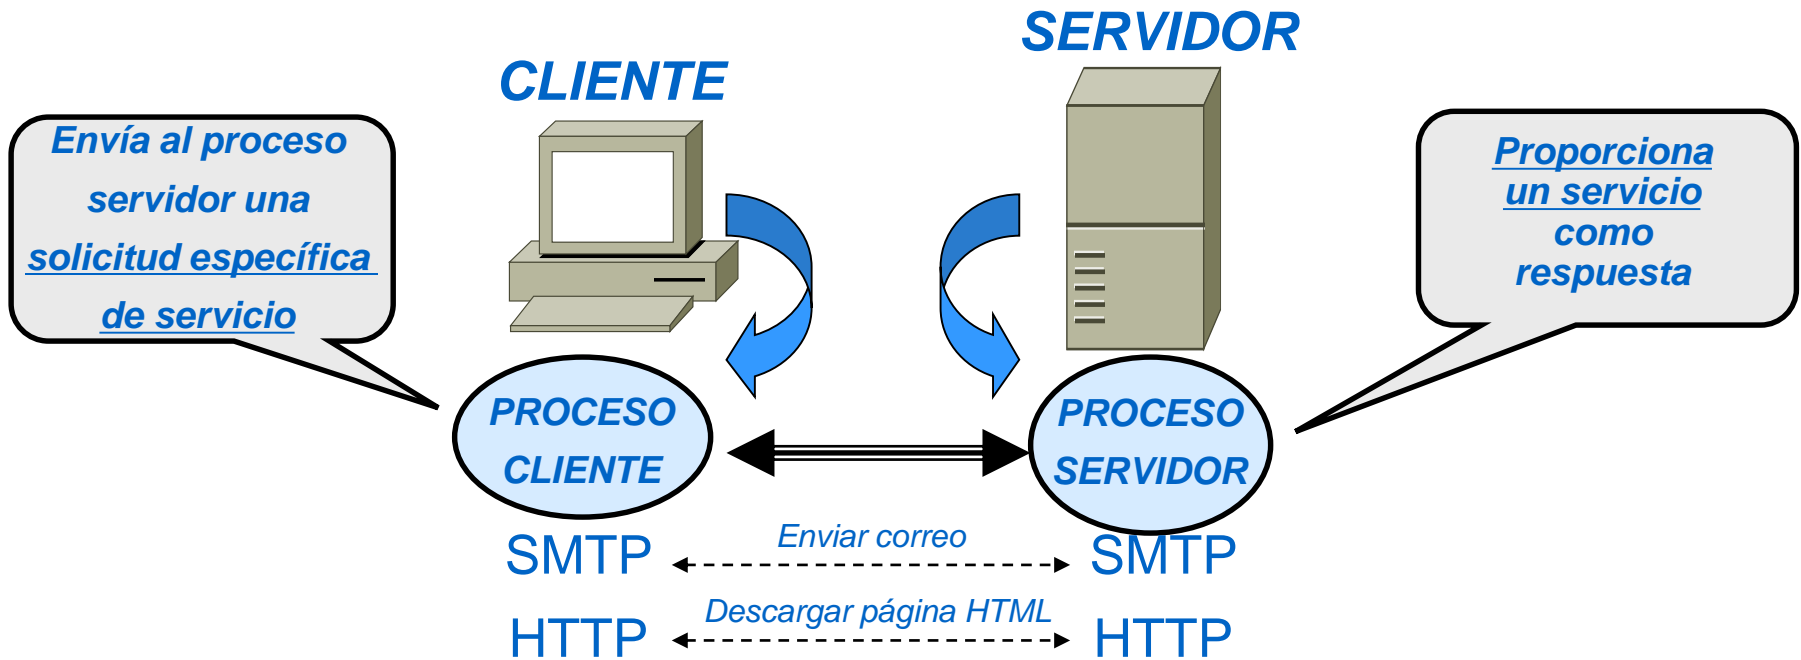 SERVIDOR
CLIENTE
Envía al proceso
servidor una
solicitud específica
de servicio
Proporciona
un servicio
como
respuesta
PROCESO
CLIENTE
PROCESO
SERVIDOR
SMTP
Enviar correo
SMTP
HTTP
Descargar página HTML
HTTP